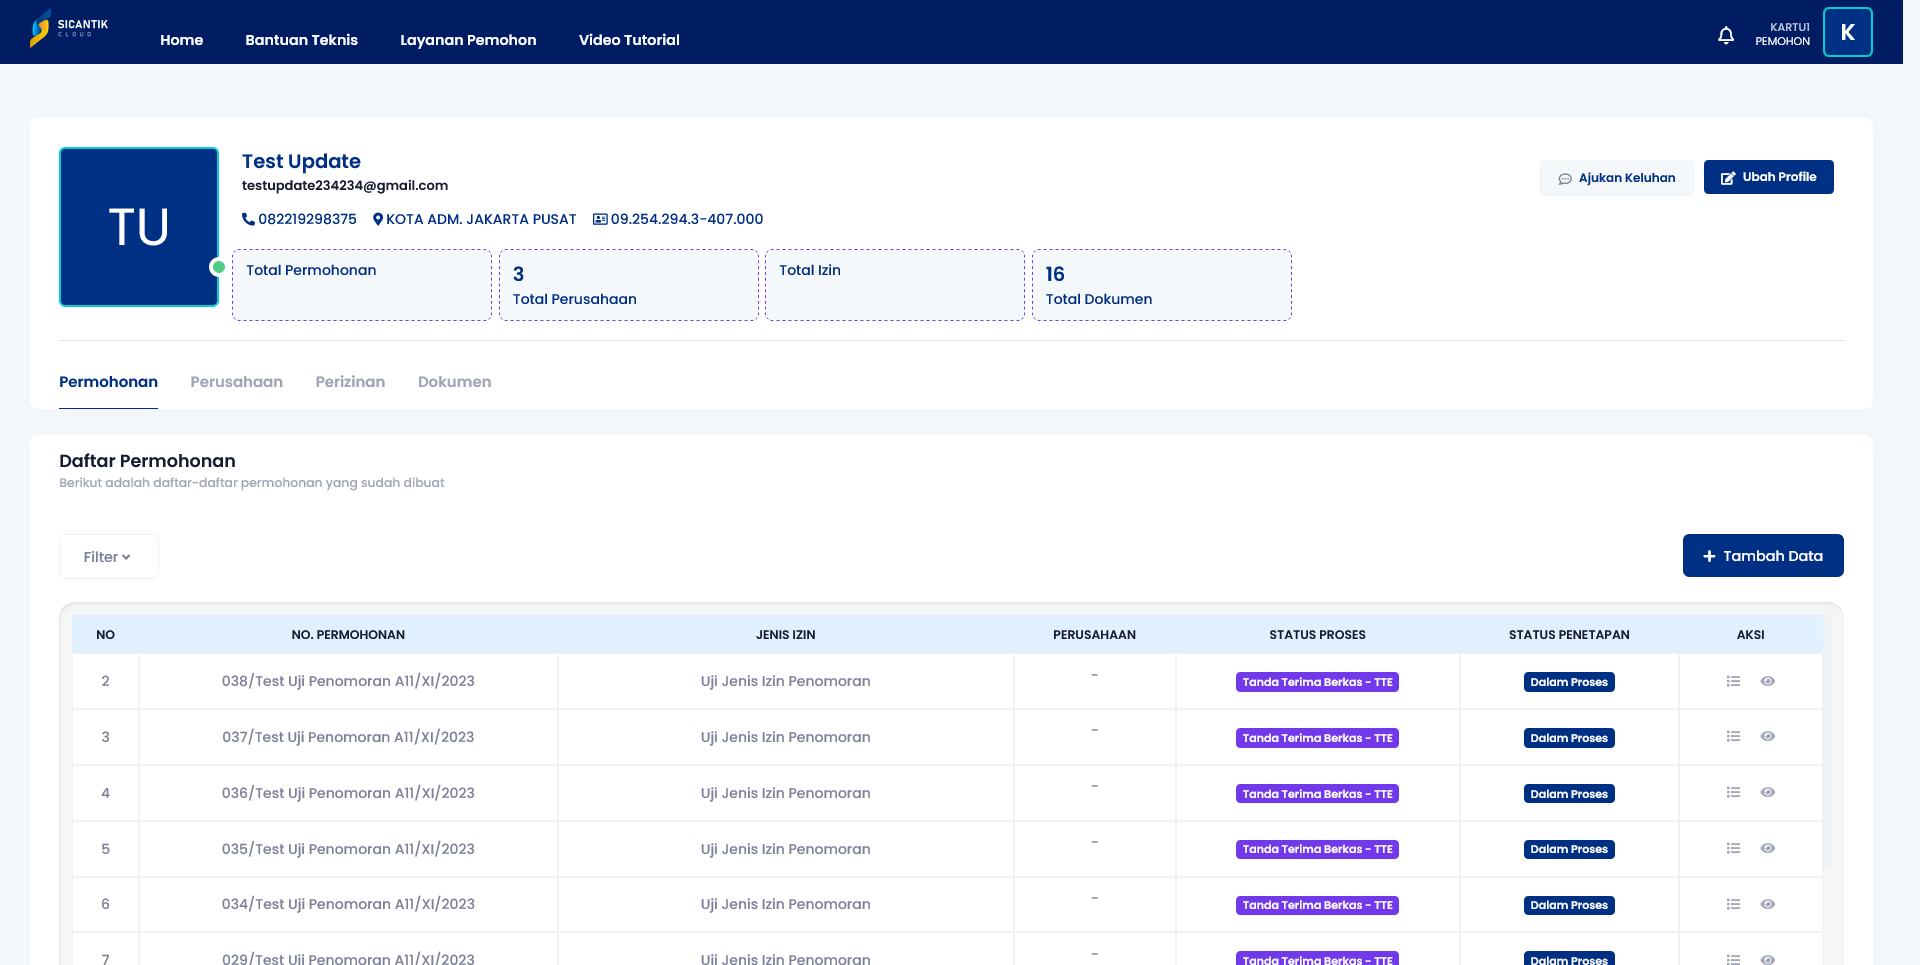 SICANTIK
CLOUD
Home
Bantuan Teknis
Layanan Pemohon
Video Tutorial
KARTU1
PEMOHON
K
TU
Test Update
testupdate234234@gmail.com
082219298375
KOTA ADM. JAKARTA PUSAT
09.254.294.3-407.000
Ajukan Keluhan
Ubah Profile
Total Permohonan
3
Total Perusahaan
Total Izin
16
Total Dokumen
Permohonan
Perusahaan
Perizinan
Dokumen
Daftar Permohonan
Berikut adalah daftar-daftar permohonan yang sudah dibuat
Filter
+ Tambah Data
NO NO. PERMOHONAN JENIS IZIN PERUSAHAAN STATUS PROSES STATUS PENETAPAN AKSI
2 038/Test Uji Penomoran A11/XI/2023 Uji Jenis Izin Penomoran - Tanda Terima Berkas - TTE Dalam Proses
3 037/Test Uji Penomoran A11/XI/2023 Uji Jenis Izin Penomoran - Tanda Terima Berkas - TTE Dalam Proses
4 036/Test Uji Penomoran A11/XI/2023 Uji Jenis Izin Penomoran - Tanda Terima Berkas - TTE Dalam Proses
5 035/Test Uji Penomoran A11/XI/2023 Uji Jenis Izin Penomoran - Tanda Terima Berkas - TTE Dalam Proses
6 034/Test Uji Penomoran A11/XI/2023 Uji Jenis Izin Penomoran - Tanda Terima Berkas - TTE Dalam Proses
7 029/Test Uji Penomoran A11/XI/2023 Uji Jenis Izin Penomoran - Tanda Terima Berkas - TTE Dalam Proses